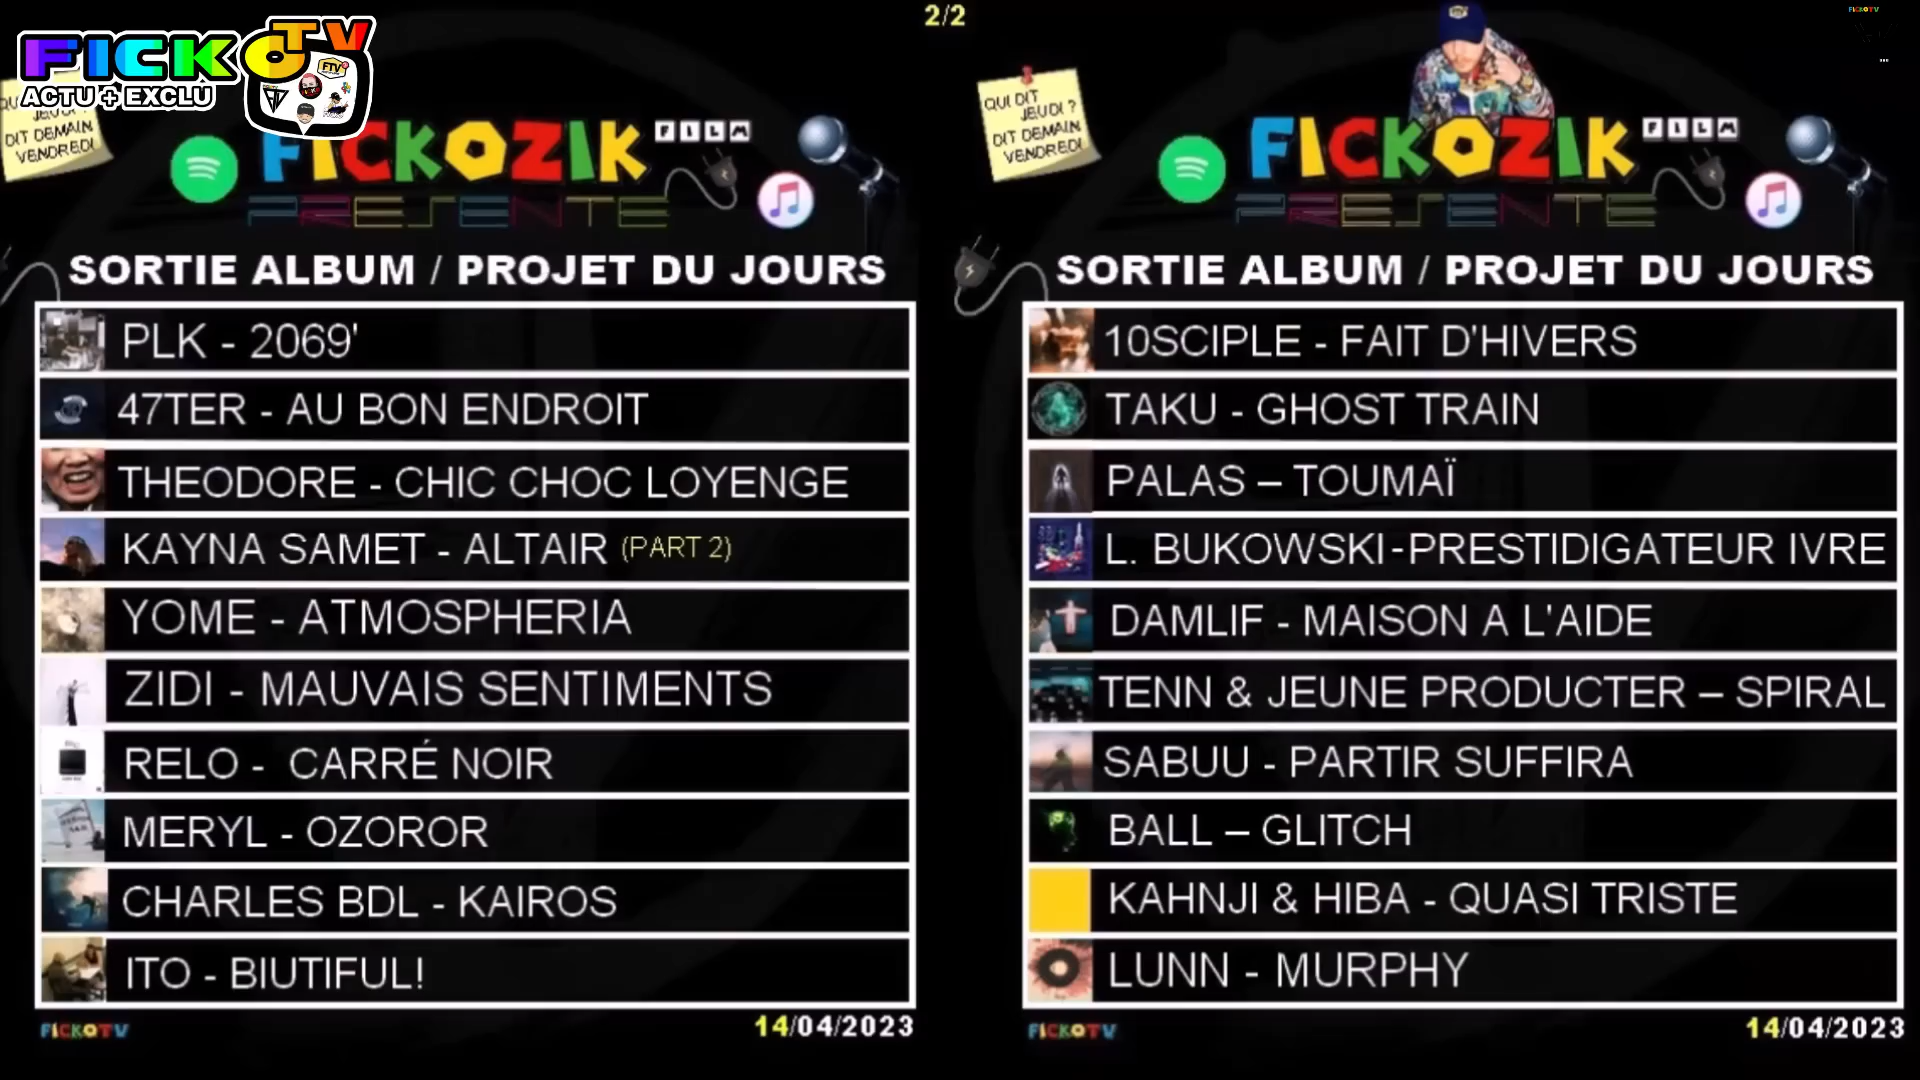 2/2
FICKO TV
ACTU + EXCLU
FTV
JEUDI ?
DIT DEMAIN
VENDREDI
FICKOZIK FILM
PRESENTE
SORTIE ALBUM / PROJET DU JOURS
PLK - 2069'
47TER - AU BON ENDROIT
THEODORE - CHIC CHOC LOYENGE
KAYNA SAMET - ALTAIR (PART 2)
YOME - ATMOSPHERIA
ZIDI - MAUVAIS SENTIMENTS
RELO - CARRÉ NOIR
MERYL - OZOROR
CHARLES BDL - KAIROS
ITO - BIUTIFUL!
FICKOTV
14/04/2023
FICKOTV
QUI DIT
JEUDI ?
DIT DEMAIN
VENDREDI
FICKOZIK FILM
PRESENTE
SORTIE ALBUM / PROJET DU JOURS
10SCIPLE - FAIT D'HIVERS
TAKU - GHOST TRAIN
PALAS – TOUMAÏ
L. BUKOWSKI-PRESTIDIGATEUR IVRE
DAMLIF - MAISON A L'AIDE
TENN & JEUNE PRODUCTER – SPIRAL
SABUU - PARTIR SUFFIRA
BALL – GLITCH
KAHNJI & HIBA - QUASI TRISTE
LUNN - MURPHY
FICKOTV
14/04/2023